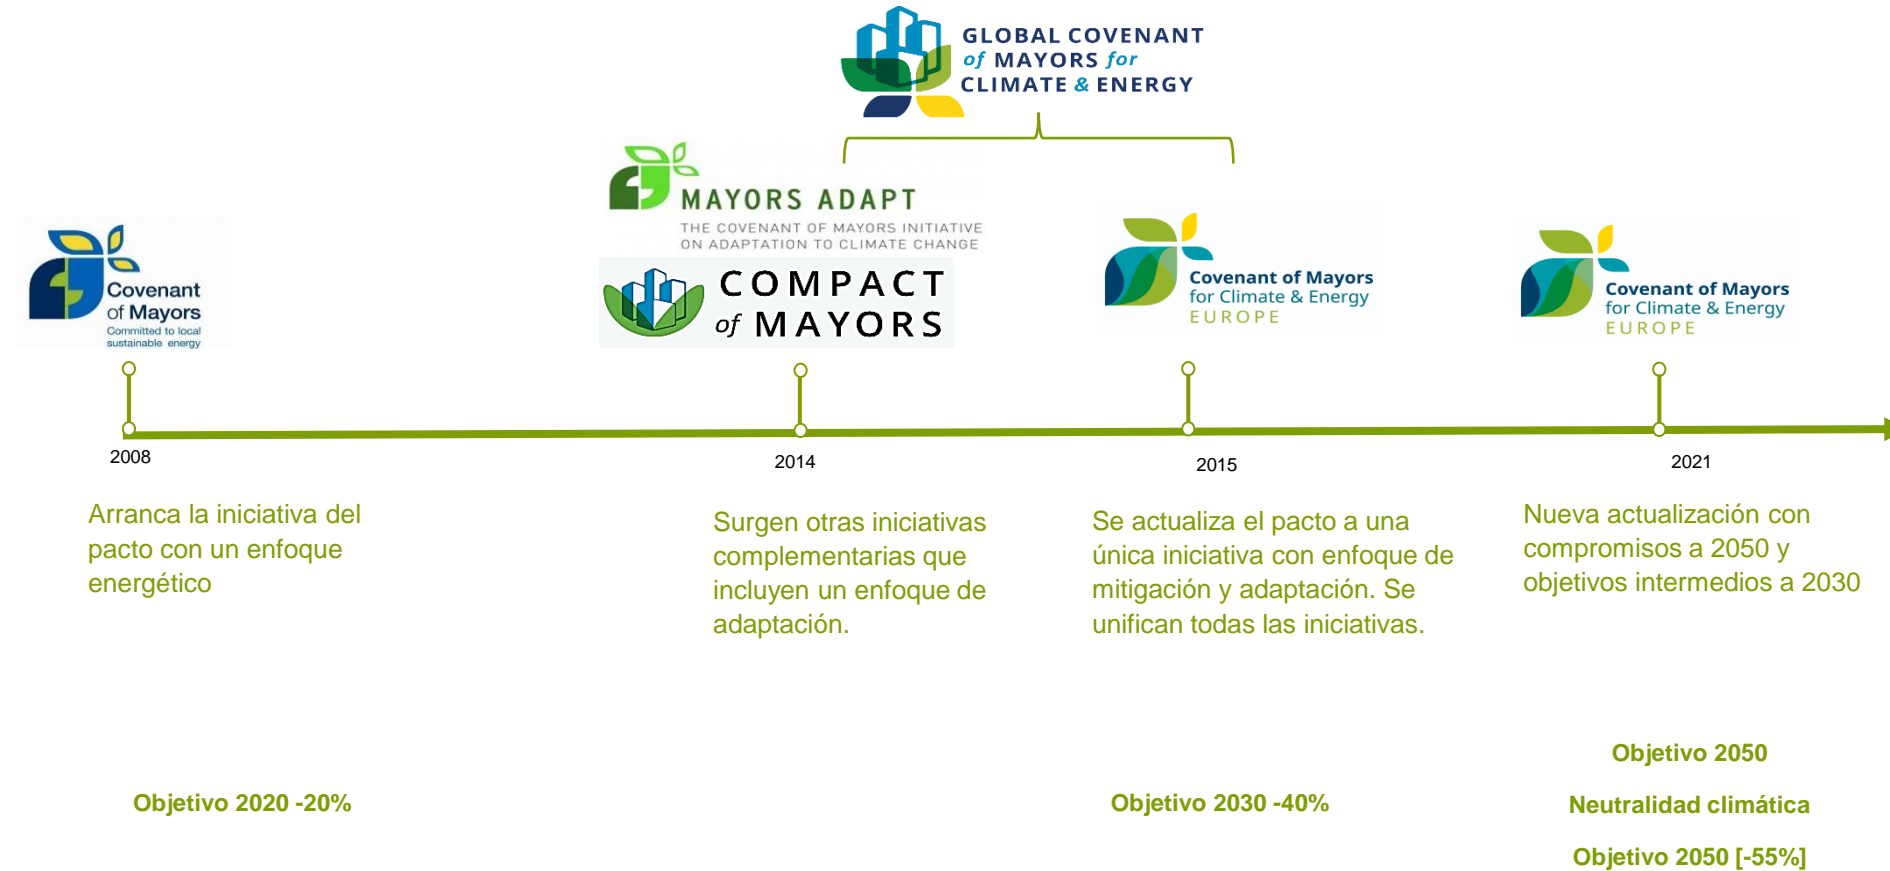 GLOBAL COVENANT
of MAYORS for
CLIMATE & ENERGY
MAYORS ADAPT
THE COVENANT OF MAYORS INITIATIVE
ON ADAPTATION TO CLIMATE CHANGE
Covenant
of Mayors
Committed to local
sustainable energy
COMPACT
of MAYORS
Covenant of Mayors
for Climate & Energy
EUROPE
Covenant of Mayors
for Climate & Energy
EUROPE
2008
2014
2015
2021
Arranca la iniciativa del
pacto con un enfoque
energético
Surgen otras iniciativas
complementarias que
incluyen un enfoque de
adaptación.
Se actualiza el pacto a una
única iniciativa con enfoque de
mitigación y adaptación. Se
unifican todas las iniciativas.
Nueva actualización con
compromisos a 2050 y
objetivos intermedios a 2030
Objetivo 2020 -20%
Objetivo 2030 -40%
Objetivo 2050
Neutralidad climática
Objetivo 2050 [-55%]